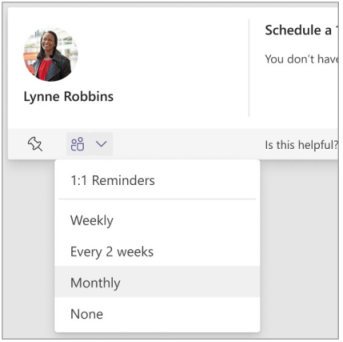 Schedule a
You don't have
Lynne Robbins
Is this helpful?
1:1 Reminders
Weekly
Every 2 weeks
Monthly
None